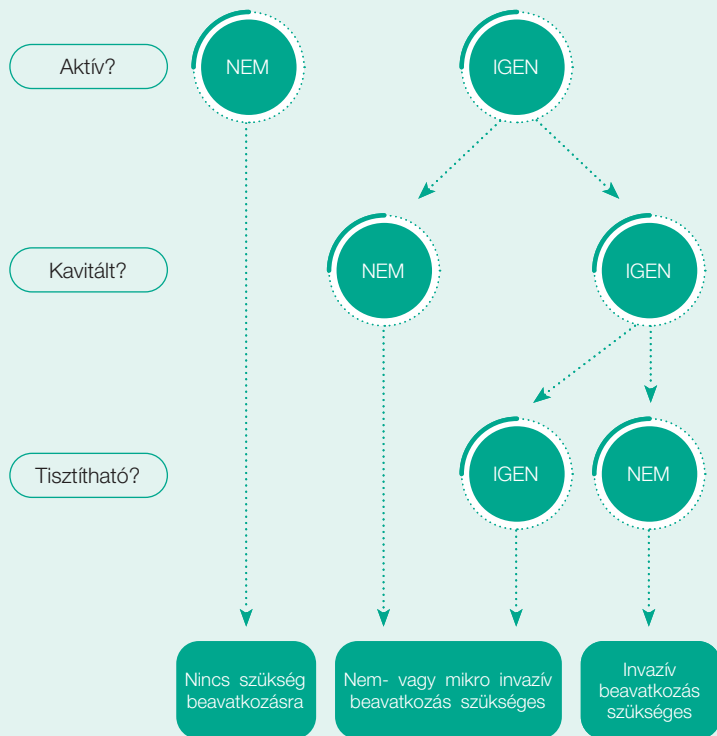 Aktív?
NEM
IGEN
Kavitált?
NEM
IGEN
Tisztítható?
IGEN
NEM
Nincs szükség
beavatkozásra
Nem- vagy mikro invazív
beavatkozás szükséges
Invazív
beavatkozás
szükséges